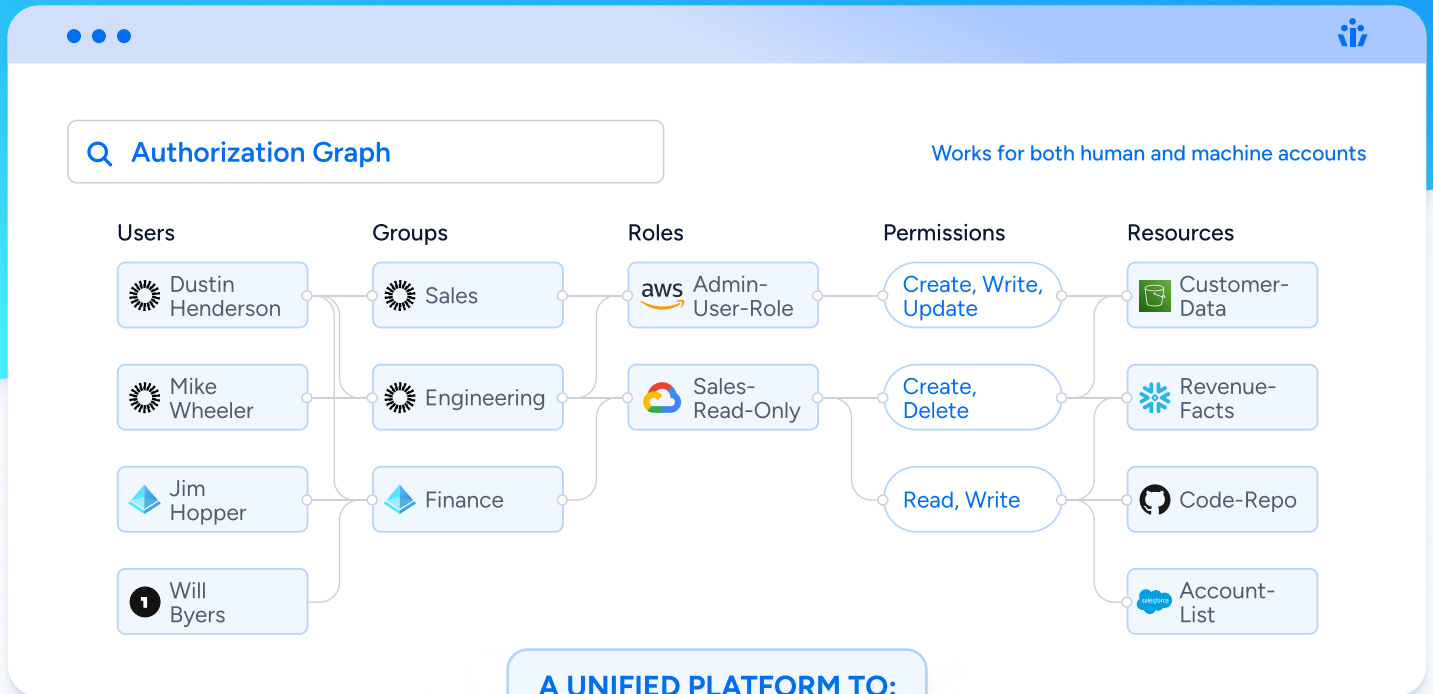 Authorization Graph
Works for both human and machine accounts
Users
Groups
Roles
Permissions
Resources
Dustin
Henderson
Sales
aws
Admin-
User-Role
Create, Write,
Update
Customer-
Data
Mike
Wheeler
Engineering
Sales-
Read-Only
Create,
Delete
Revenue-
Facts
Jim
Hopper
Finance
Read, Write
Code-Repo
1
Will
Byers
salesforce
Account-
List
A UNIFIED PLATFORM TO: